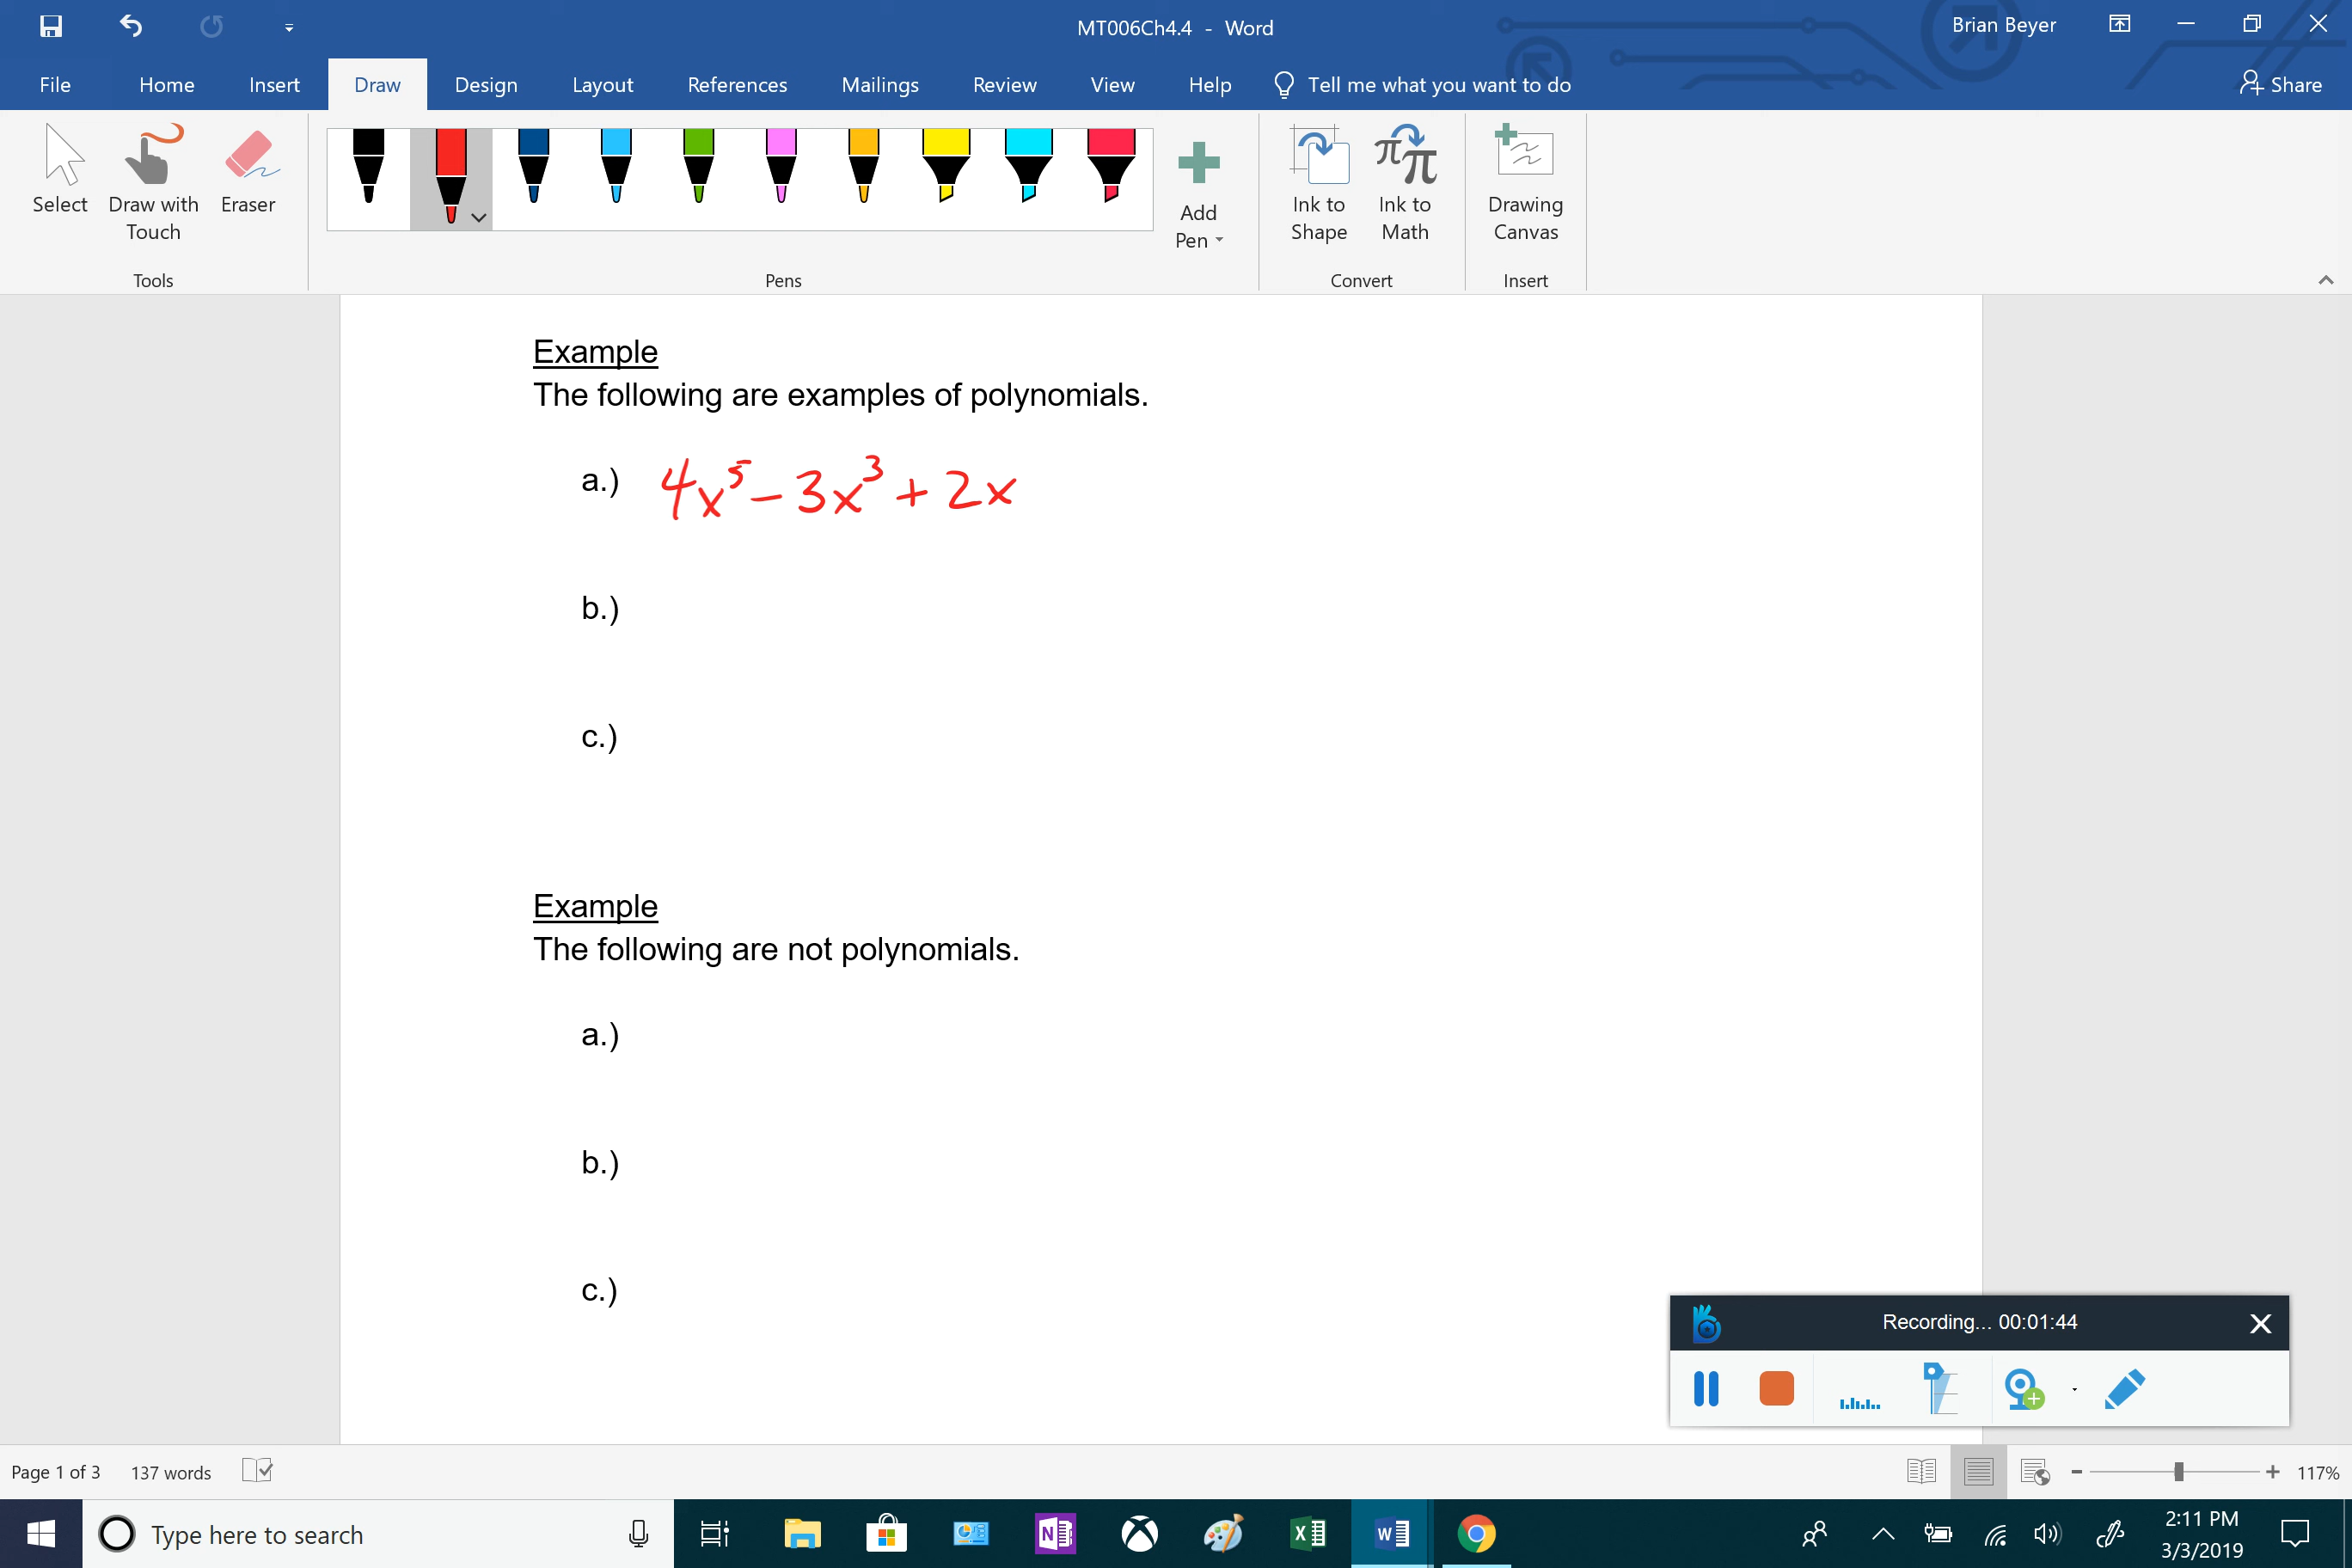 MT006Ch4.4 - Word
Brian Beyer
File Home Insert Draw Design Layout References Mailings Review View Help Tell me what you want to do Share
Select Draw with Touch Eraser Add Pen Ink to Shape Ink to Math Drawing Canvas
Tools Pens Convert Insert
Example
The following are examples of polynomials.
a.) 4x⁵ - 3x³ + 2x
b.)
c.)
Example
The following are not polynomials.
a.)
b.)
c.)
Recording... 00:01:44
Page 1 of 3 137 words 117%
Type here to search
2:11 PM
3/3/2019